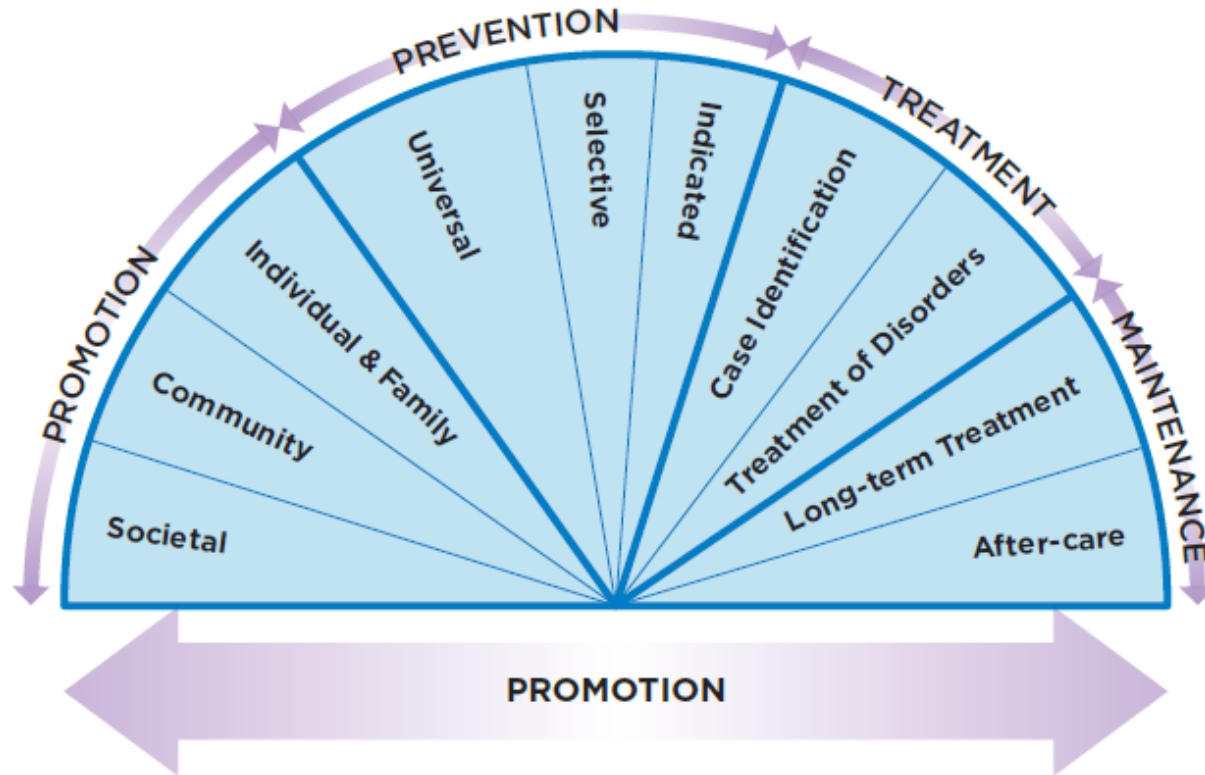 PROMOTION
PREVENTION
TREATMENT
MAINTENANCE
Societal
Community
Individual & Family
Universal
Selective
Indicated
Case Identification
Treatment of Disorders
Long-term Treatment
After-care
PROMOTION